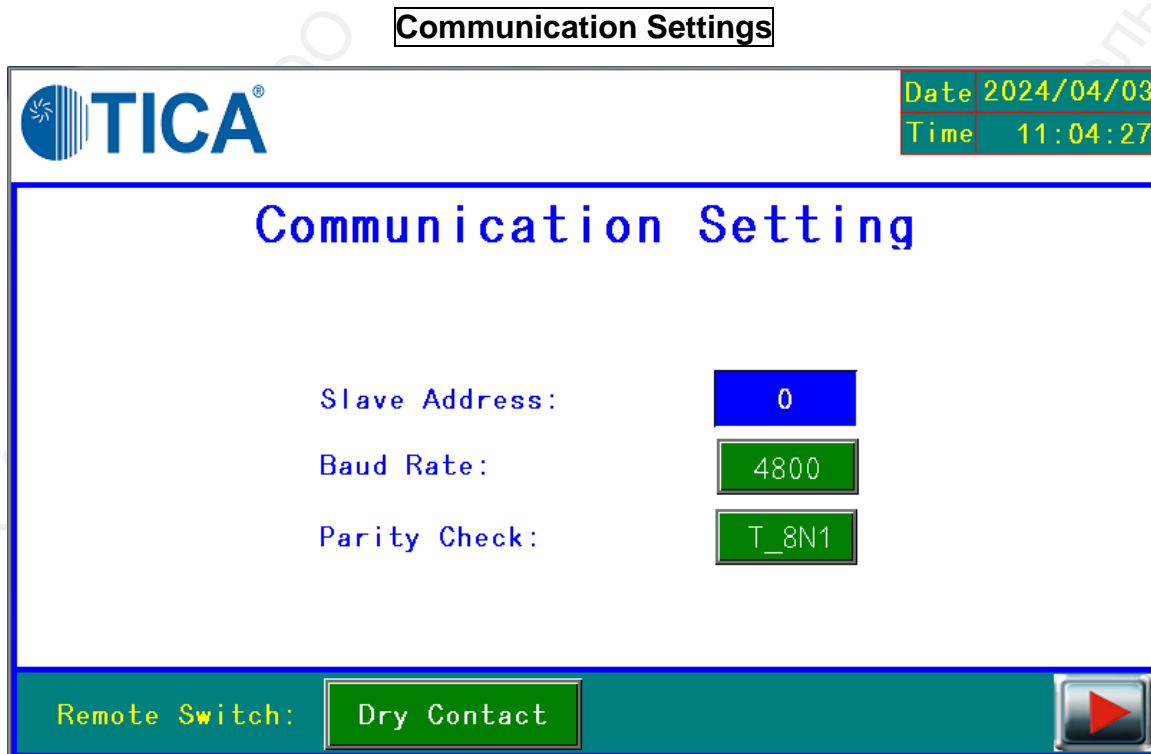 Communication Settings
TICA®
Date 2024/04/03
Time 11:04:27
Communication Setting
Slave Address: 0
Baud Rate: 4800
Parity Check: T_8N1
Remote Switch: Dry Contact